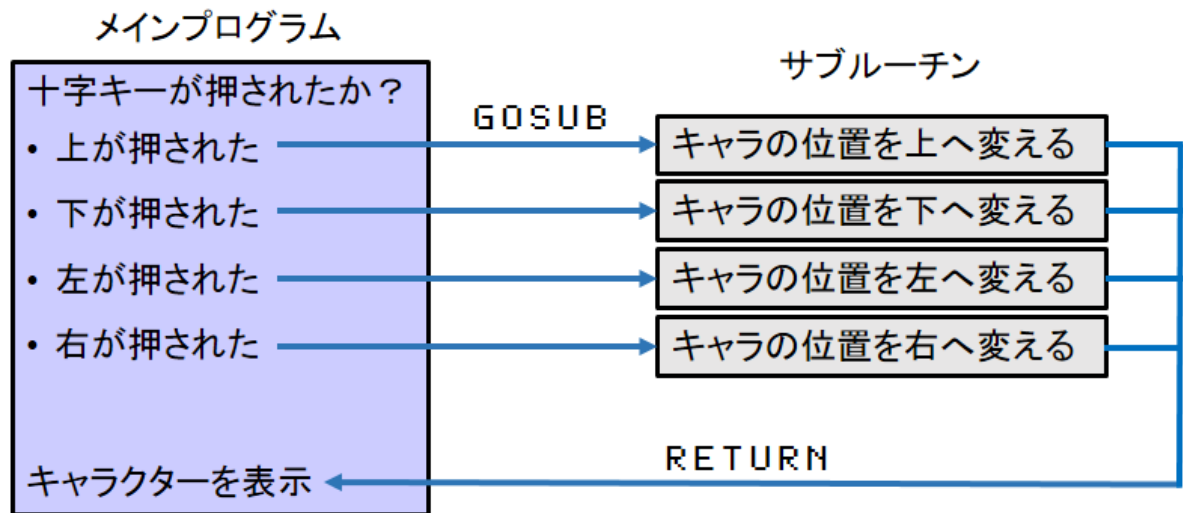 メインプログラム
十字キーが押されたか？
• 上が押された
• 下が押された
• 左が押された
• 右が押された
キャラクターを表示
GOSUB
サブルーチン
キャラの位置を上へ変える
キャラの位置を下へ変える
キャラの位置を左へ変える
キャラの位置を右へ変える
RETURN